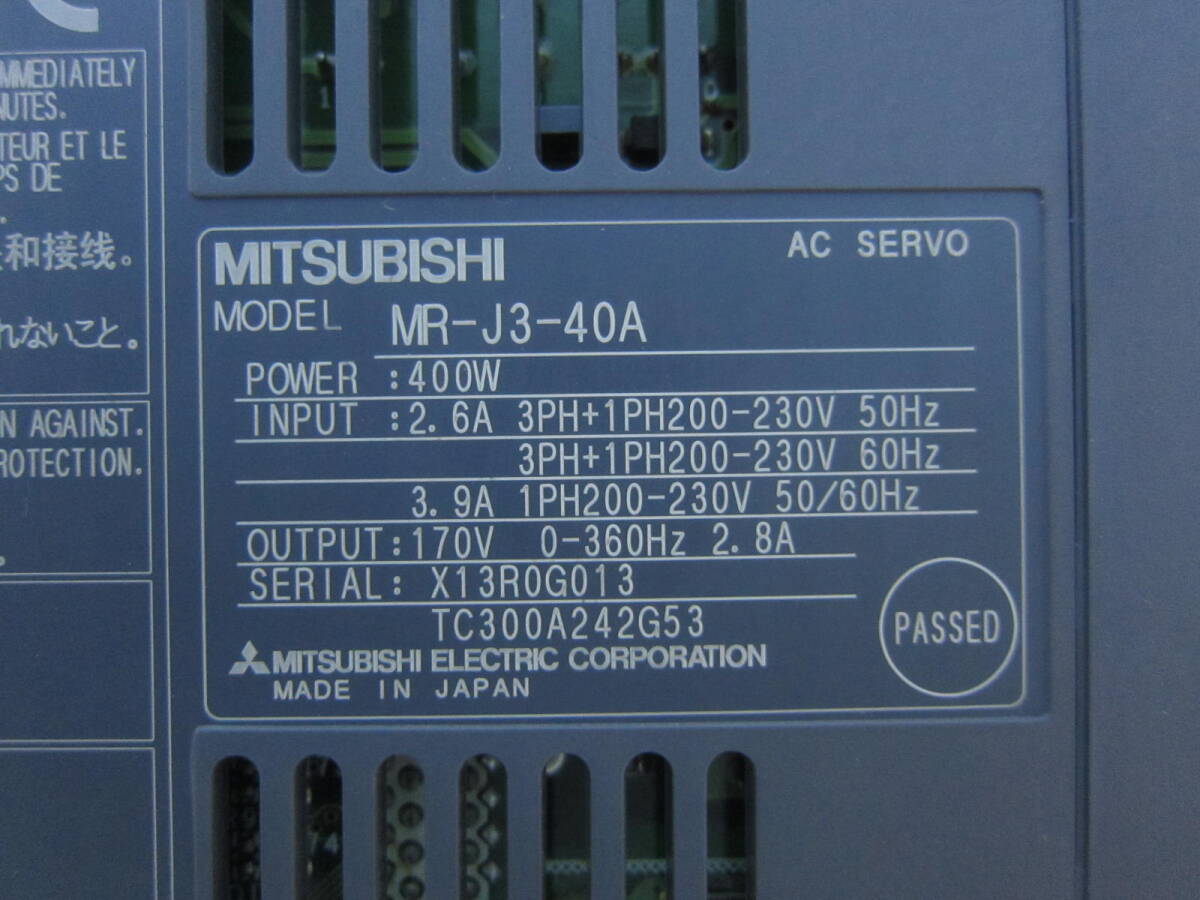 IMMEDIATELY
NUTES.
TEUR ET LE
PS DE
和接线。
れないこと。
N AGAINST.
ROTECTION.
MITSUBISHI
AC SERVO
MODEL MR-J3-40A
POWER :400W
INPUT :2.6A 3PH+1PH200-230V 50Hz
3PH+1PH200-230V 60Hz
3.9A 1PH200-230V 50/60Hz
OUTPUT:170V 0-360Hz 2.8A
SERIAL: X13R0G013
TC300A242G53
PASSED
MITSUBISHI ELECTRIC CORPORATION
MADE IN JAPAN